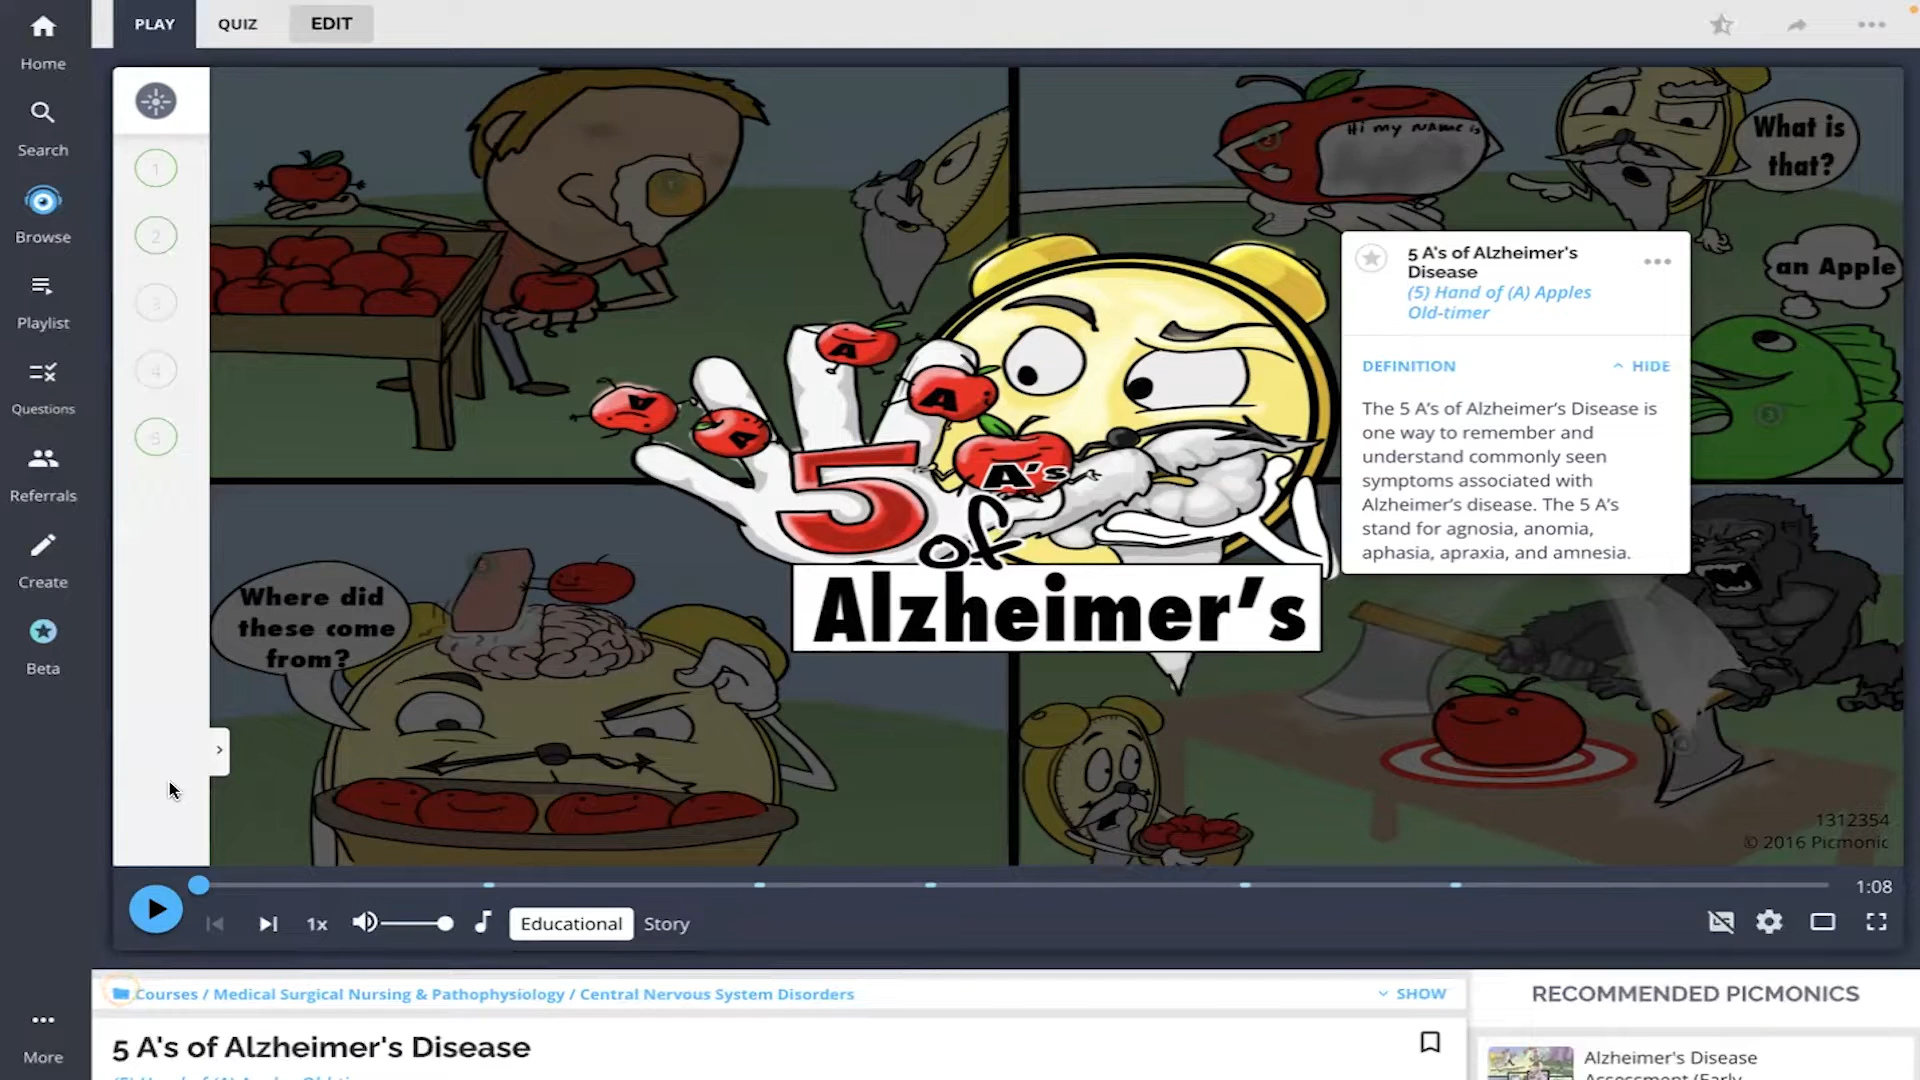 PLAY
QUIZ
EDIT
Home
Search
Browse
Playlist
Questions
Referrals
Create
Beta
More
1
2
3
4
5
Hi my name is
What is
that?
an Apple
5 A's of Alzheimer's
Disease
(5) Hand of (A) Apples
Old-timer
DEFINITION
HIDE
The 5 A's of Alzheimer's Disease is
one way to remember and
understand commonly seen
symptoms associated with
Alzheimer's disease. The 5 A's
stand for agnosia, anomia,
aphasia, apraxia, and amnesia.
A
A
A
A
A's
5
of
Alzheimer's
Where did
these come
from?
1312354
© 2016 Picmonic
1:08
1x
Educational
Story
Courses / Medical Surgical Nursing & Pathophysiology / Central Nervous System Disorders
SHOW
RECOMMENDED PICMONICS
5 A's of Alzheimer's Disease
Alzheimer's Disease